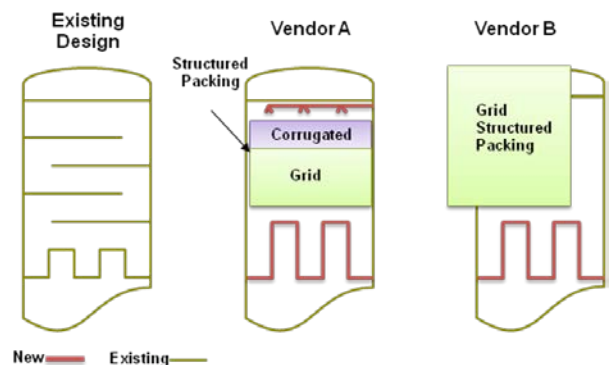 Existing
Design
Vendor A
Vendor B
Structured
Packing
Corrugated
Grid
Grid
Structured
Packing
New
Existing